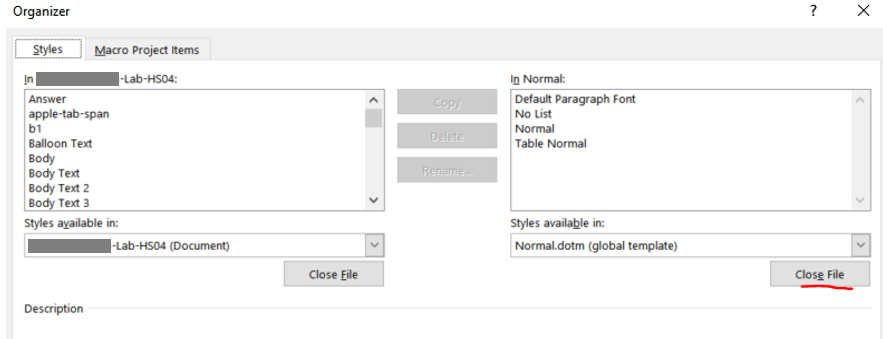 Organizer ? ×
Styles Macro Project Items
In -Lab-HS04:
Answer
apple-tab-span
b1
Balloon Text
Body
Body Text
Body Text 2
Body Text 3
Styles available in:
-Lab-HS04 (Document)
Close File
Copy
Delete
Rename...
In Normal:
Default Paragraph Font
No List
Normal
Table Normal
Styles available in:
Normal.dotm (global template)
Close File
Description